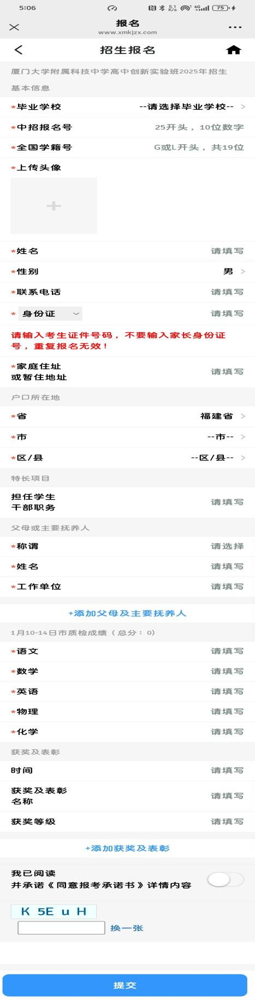 5:06 5.1 K/s 4G 75
报名
www.xmkjzx.com
招生报名
厦门大学附属科技中学高中创新实验班2025年招生
基本信息
*毕业学校 --请选择毕业学校-- >
*中招报名号 25开头，10位数字
*全国学籍号 G或L开头，共19位
*上传头像
+
*姓名 请填写
*性别 男 >
*联系电话 请填写
* 身份证 请填写
请输入考生证件号码，不要输入家长身份证
号，重复报名无效！
*家庭住址
或暂住地址 请填写
户口所在地
*省 福建省 >
*市 --市-- >
*区/县 --区/县-- >
特长项目
担任学生
干部职务 请填写
父母或主要抚养人
*称谓 请选择
*姓名 请填写
*工作单位 请填写
+添加父母及主要抚养人
1月10-14日市质检成绩（总分：0）
*语文 请填写
*数学 请填写
*英语 请填写
*物理 请填写
*化学 请填写
获奖及表彰
时间 请填写
获奖及表彰
名称 请填写
获奖等级 请填写
+添加获奖及表彰
我已阅读
并承诺《同意报考承诺书》详情内容
K 5E u H
换一张
提交